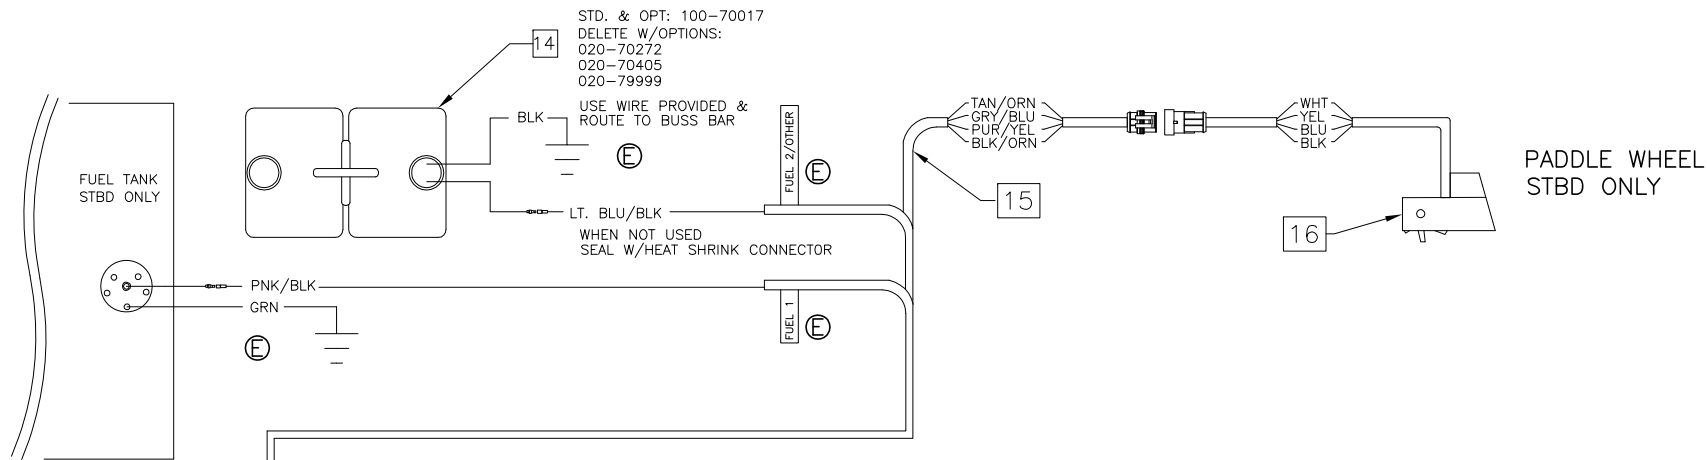 STD. & OPT: 100-70017
DELETE W/OPTIONS:
020-70272
020-70405
020-79999
14
USE WIRE PROVIDED &
ROUTE TO BUSS BAR
BLK
E
FUEL 2/OTHER
E
TAN/ORN
GRY/BLU
PUR/YEL
BLK/ORN
WHT
YEL
BLU
BLK
PADDLE WHEEL
STBD ONLY
15
16
FUEL TANK
STBD ONLY
LT. BLU/BLK
WHEN NOT USED
SEAL W/HEAT SHRINK CONNECTOR
PNK/BLK
GRN
E
FUEL 1
E